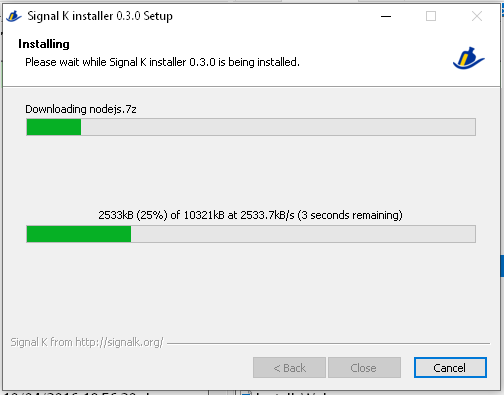 Signal K installer 0.3.0 Setup
Installing
Please wait while Signal K installer 0.3.0 is being installed.
Downloading nodejs.7z
2533kB (25%) of 10321kB at 2533.7kB/s (3 seconds remaining)
Signal K from http://signalk.org/
< Back Close Cancel